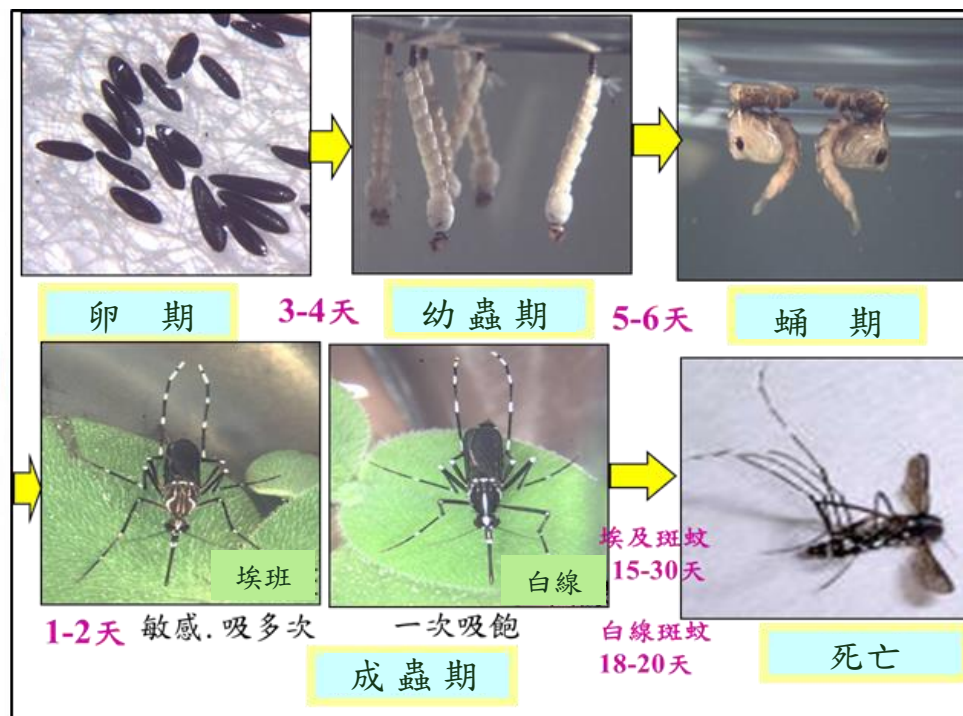 卵 期
3-4天
幼蟲期
5-6天
蛹 期
埃班
白線
1-2天
敏感.吸多次
一次吸飽
成蟲期
埃及斑蚊
15-30天
白線斑蚊
18-20天
死亡